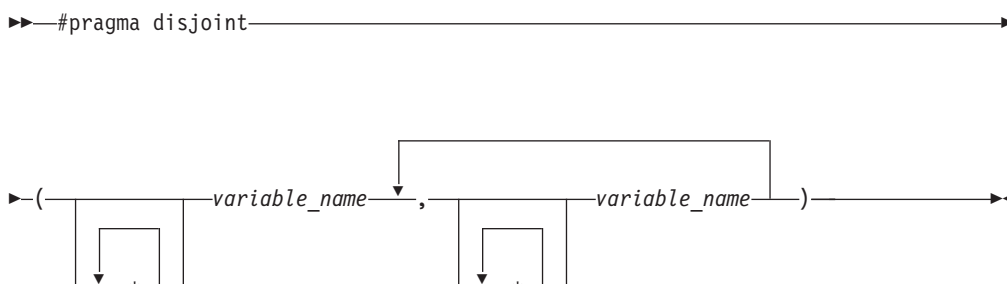 #pragma disjoint
( variable_name , variable_name )